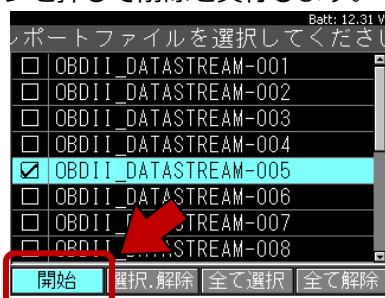 を押して削除を実行します。
Batt: 12.31 V
レポートファイルを選択してください
OBDII_DATASTREAM-001
OBDII_DATASTREAM-002
OBDII_DATASTREAM-003
OBDII_DATASTREAM-004
OBDII_DATASTREAM-005
OBDII_DATASTREAM-006
OBDII_DATASTREAM-007
OBDII_DATASTREAM-008
開始 選択.解除 全て選択 全て解除